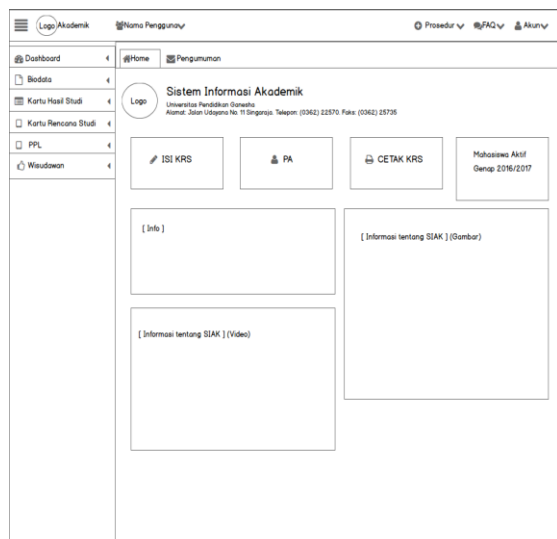 Logo Akademik
Nama Pengguna
Prosedur
FAQ
Akun
Dashboard
Biodata
Kartu Hasil Studi
Kartu Rencana Studi
PPL
Wisudawan
Home
Pengumuman
Logo
Sistem Informasi Akademik
Universitas Pendidikan Ganesha
Alamat: Jalan Udayana No. 11 Singaraja. Telepon: (0362) 22570. Faks: (0362) 25735
ISI KRS
PA
CETAK KRS
Mahasiswa Aktif
Genap 2016/2017
[ Info ]
[ Informasi tentang SIAK ] (Gambar)
[ Informasi tentang SIAK ] (Video)